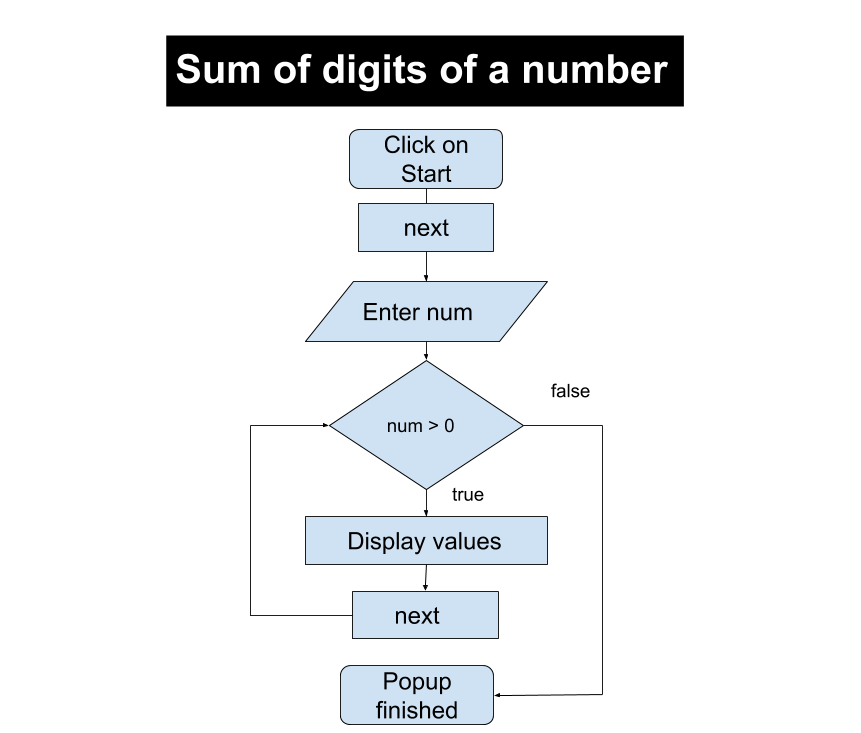 Sum of digits of a number
Click on
Start
next
Enter num
false
num > 0
true
Display values
next
Popup
finished